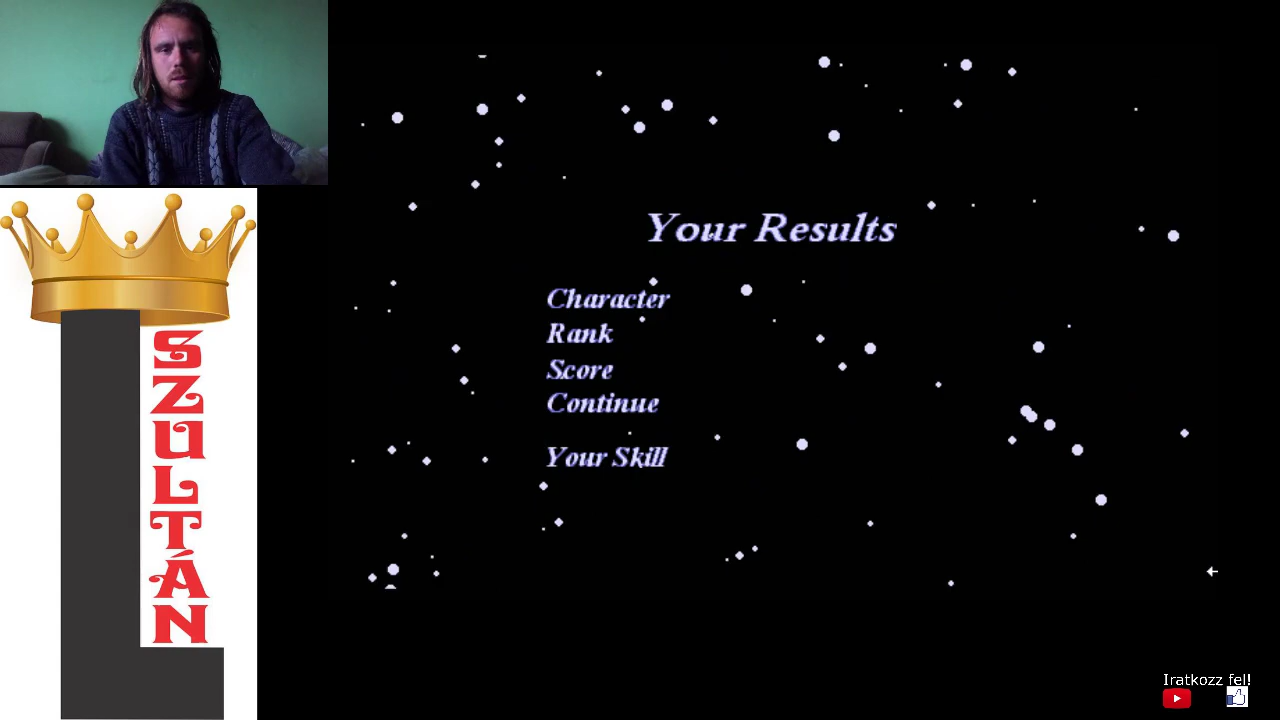 Your Results
Character
Rank
Score
Continue
Your Skill
L
SZULTÁN
Iratkozz fel!